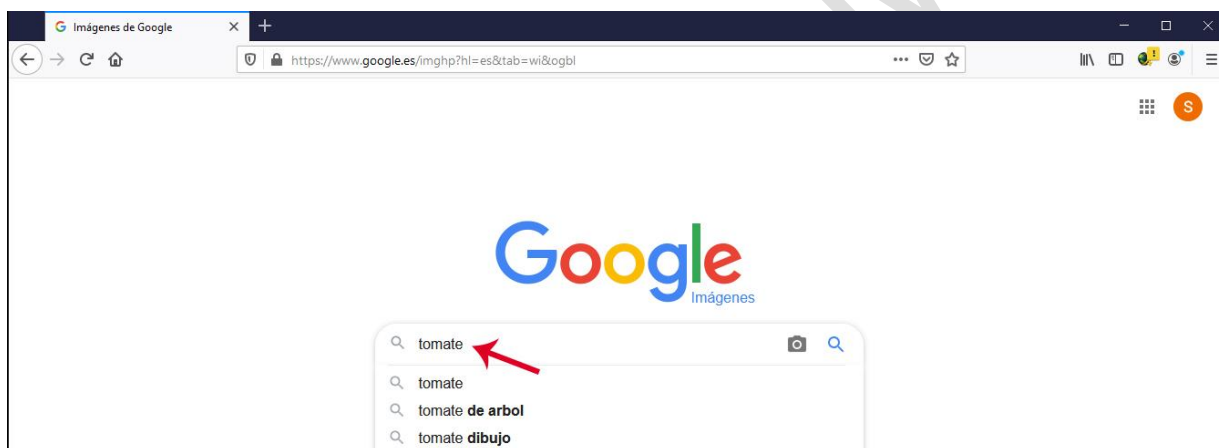 Imágenes de Google
https://www.google.es/imghp?hl=es&tab=wi&ogbl
S
Google
Imágenes
tomate
tomate
tomate de arbol
tomate dibujo